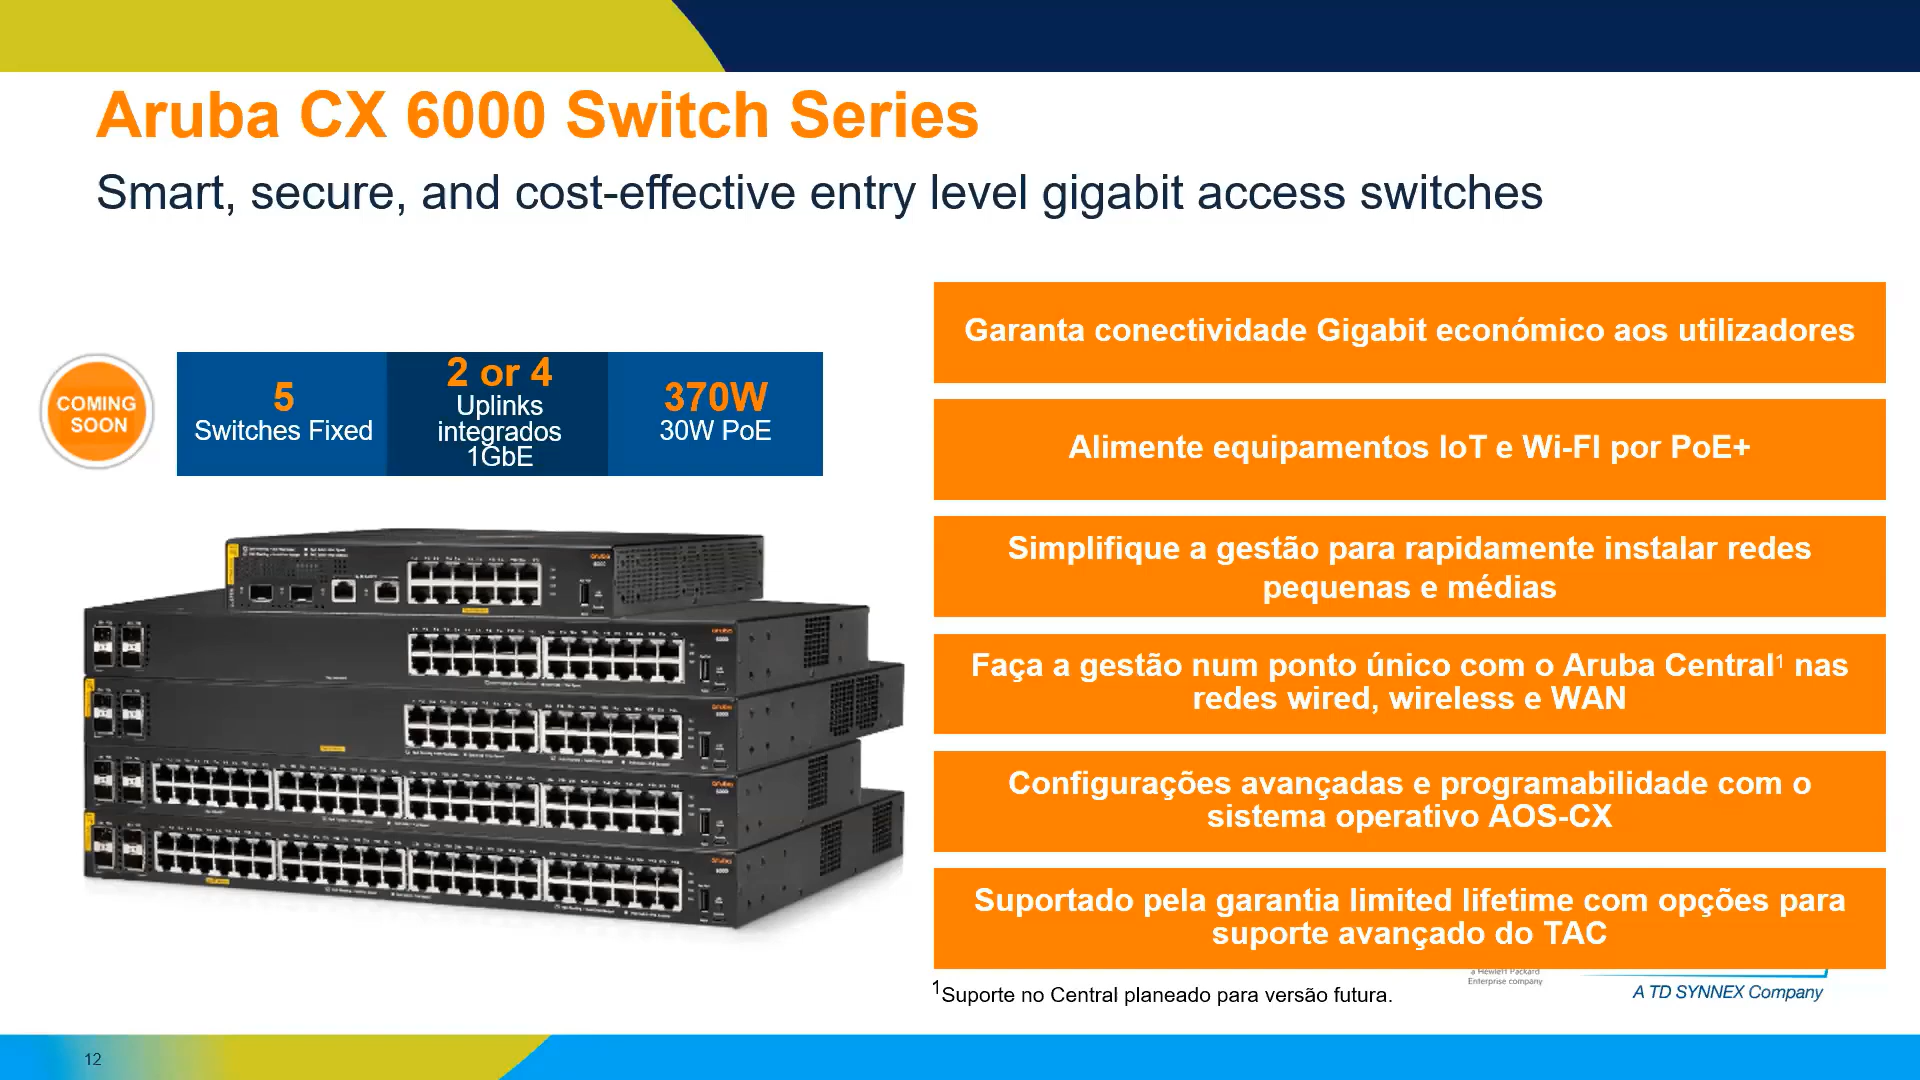 Aruba CX 6000 Switch Series
Smart, secure, and cost-effective entry level gigabit access switches
COMING
SOON
5
Switches Fixed
2 or 4
Uplinks
integrados
1GbE
370W
30W PoE
Garanta conectividade Gigabit económico aos utilizadores
Alimente equipamentos IoT e Wi-FI por PoE+
Simplifique a gestão para rapidamente instalar redes
pequenas e médias
Faça a gestão num ponto único com o Aruba Central¹ nas
redes wired, wireless e WAN
Configurações avançadas e programabilidade com o
sistema operativo AOS-CX
Suportado pela garantia limited lifetime com opções para
suporte avançado do TAC
¹Suporte no Central planeado para versão futura.
a Hewlett Packard
Enterprise company
A TD SYNNEX Company
12